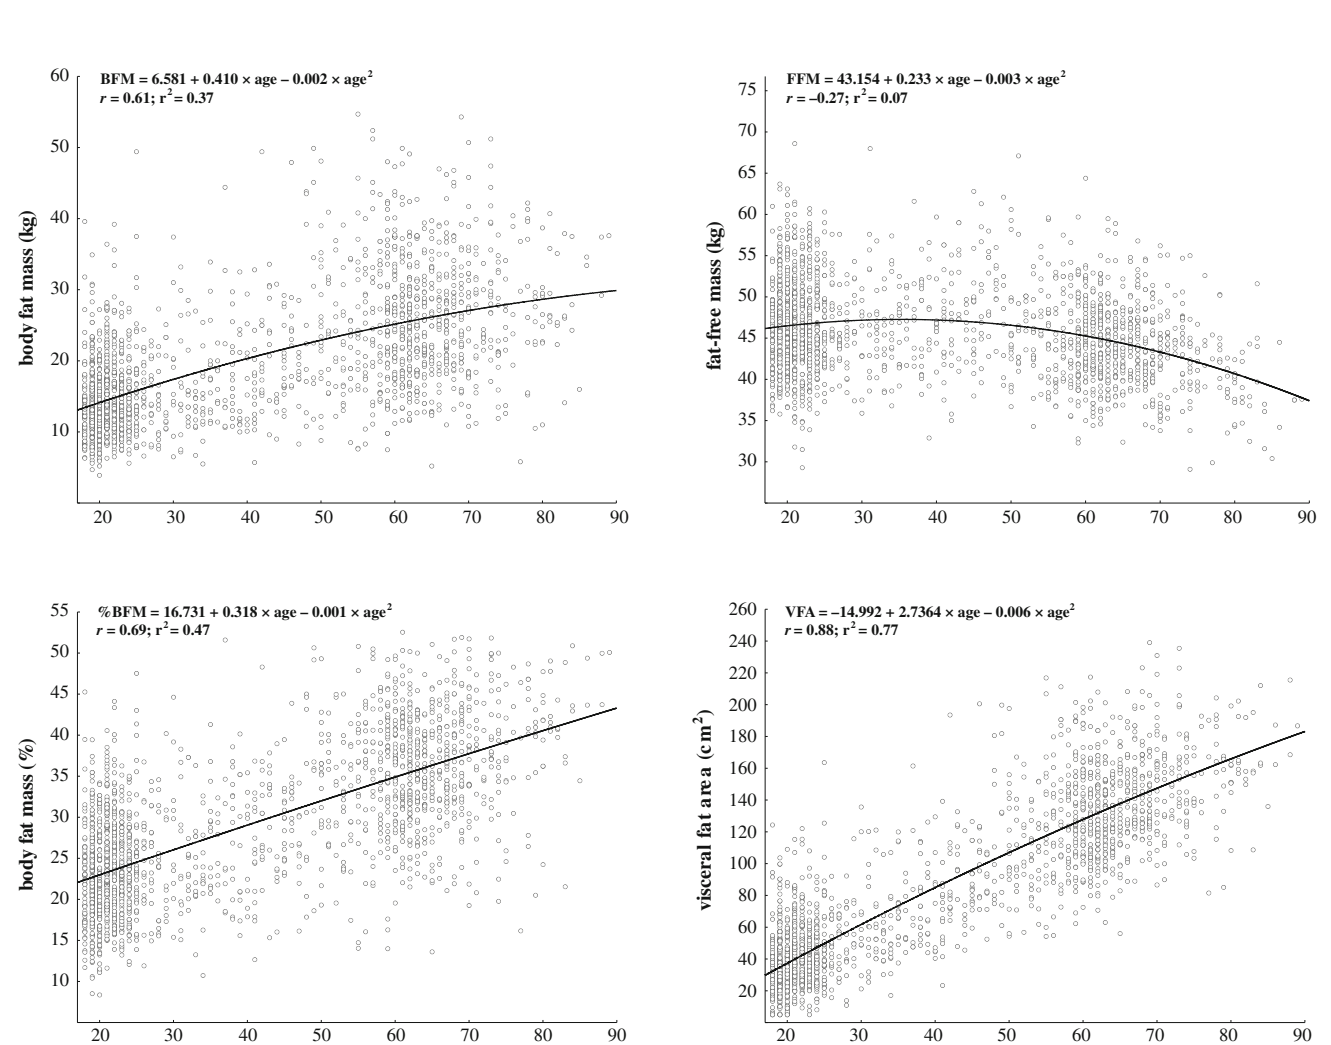 BFM = 6.581 + 0.410 × age – 0.002 × age²
r = 0.61; r² = 0.37
body fat mass (kg)
60
50
40
30
20
10
20 30 40 50 60 70 80 90
FFM = 43.154 + 0.233 × age – 0.003 × age²
r = –0.27; r² = 0.07
fat-free mass (kg)
75
70
65
60
55
50
45
40
35
30
20 30 40 50 60 70 80 90
%BFM = 16.731 + 0.318 × age – 0.001 × age²
r = 0.69; r² = 0.47
body fat mass (%)
55
50
45
40
35
30
25
20
15
10
20 30 40 50 60 70 80 90
VFA = –14.992 + 2.7364 × age – 0.006 × age²
r = 0.88; r² = 0.77
visceral fat area (cm²)
260
240
220
200
180
160
140
120
100
80
60
40
20
20 30 40 50 60 70 80 90